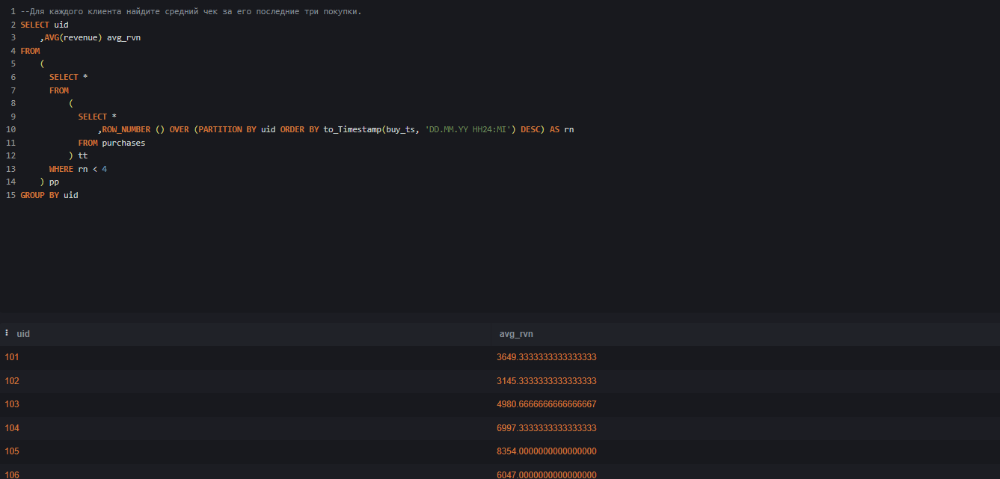 1 --Для каждого клиента найдите средний чек за его последние три покупки.
2 SELECT uid
3 ,AVG(revenue) avg_rvn
4 FROM
5 (
6 SELECT *
7 FROM
8 (
9 SELECT *
10 ,ROW_NUMBER () OVER (PARTITION BY uid ORDER BY to_Timestamp(buy_ts, 'DD.MM.YY HH24:MI') DESC) AS rn
11 FROM purchases
12 ) tt
13 WHERE rn < 4
14 ) pp
15 GROUP BY uid
uid avg_rvn
101 3649.3333333333333333
102 3145.3333333333333333
103 4980.6666666666666667
104 6997.3333333333333333
105 8354.0000000000000000
106 6047.0000000000000000